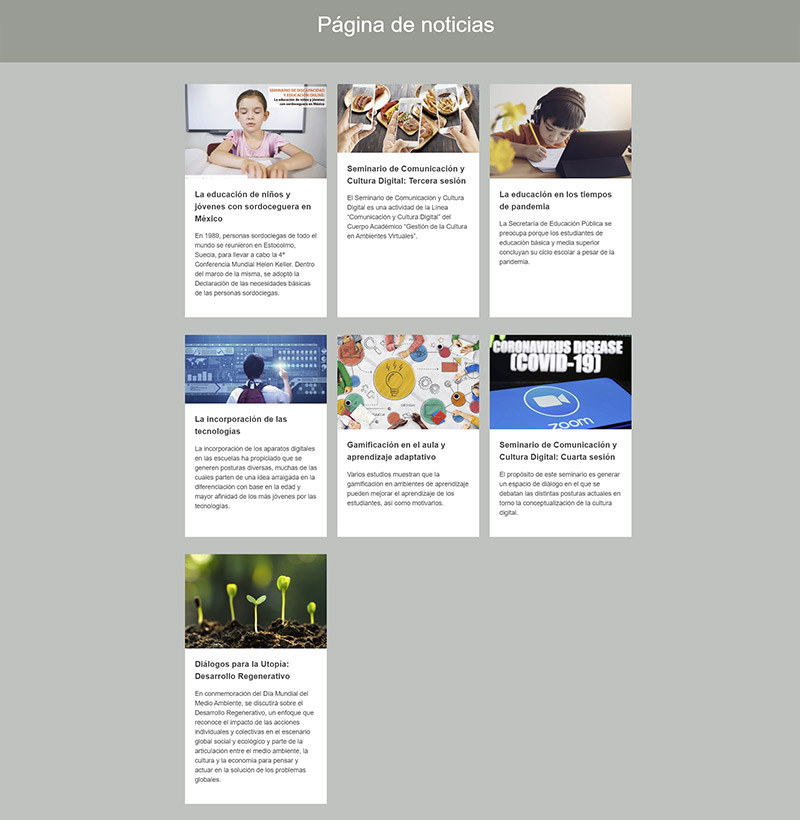 Página de noticias
SEMINARIO DE DISCAPACIDAD
Y EDUCACIÓN ONLINE:
La educación de niños y jóvenes
con sordoceguera en México
La educación de niños y
jóvenes con sordoceguera en
México
En 1989, personas sordociegas de todo el
mundo se reunieron en Estocolmo,
Suecia, para llevar a cabo la 4ª
Conferencia Mundial Helen Keller. Dentro
del marco de la misma, se adoptó la
Declaración de las necesidades básicas
de las personas sordociegas.
Seminario de Comunicación y
Cultura Digital: Tercera sesión
El Seminario de Comunicación y Cultura
Digital es una actividad de la Línea
"Comunicación y Cultura Digital" del
Cuerpo Académico "Gestión de la Cultura
en Ambientes Virtuales".
La educación en los tiempos
de pandemia
La Secretaría de Educación Pública se
preocupa porque los estudiantes de
educación básica y media superior
concluyan su ciclo escolar a pesar de la
pandemia.
La incorporación de las
tecnologías
La incorporación de los aparatos digitales
en las escuelas ha propiciado que se
generen posturas diversas, muchas de las
cuales parten de una idea arraigada en la
diferenciación con base en la edad y
mayor afinidad de los más jóvenes por las
tecnologías.
Gamificación en el aula y
aprendizaje adaptativo
Varios estudios muestran que la
gamificación en ambientes de aprendizaje
pueden mejorar el aprendizaje de los
estudiantes, así como motivarlos.
CORONAVIRUS DISEASE
(COVID-19)
zoom
Seminario de Comunicación y
Cultura Digital: Cuarta sesión
El propósito de este seminario es generar
un espacio de diálogo en el que se
debatan las distintas posturas actuales en
torno la conceptualización de la cultura
digital.
Diálogos para la Utopía:
Desarrollo Regenerativo
En conmemoración del Día Mundial del
Medio Ambiente, se discutirá sobre el
Desarrollo Regenerativo, un enfoque que
reconoce el impacto de las acciones
individuales y colectivas en el escenario
global social y ecológico y parte de la
articulación entre el medio ambiente, la
cultura y la economía para pensar y
actuar en la solución de los problemas
globales.